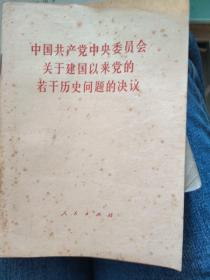 中国共产党中央委员会
关于建国以来党的
若干历史问题的决议
人民出版社